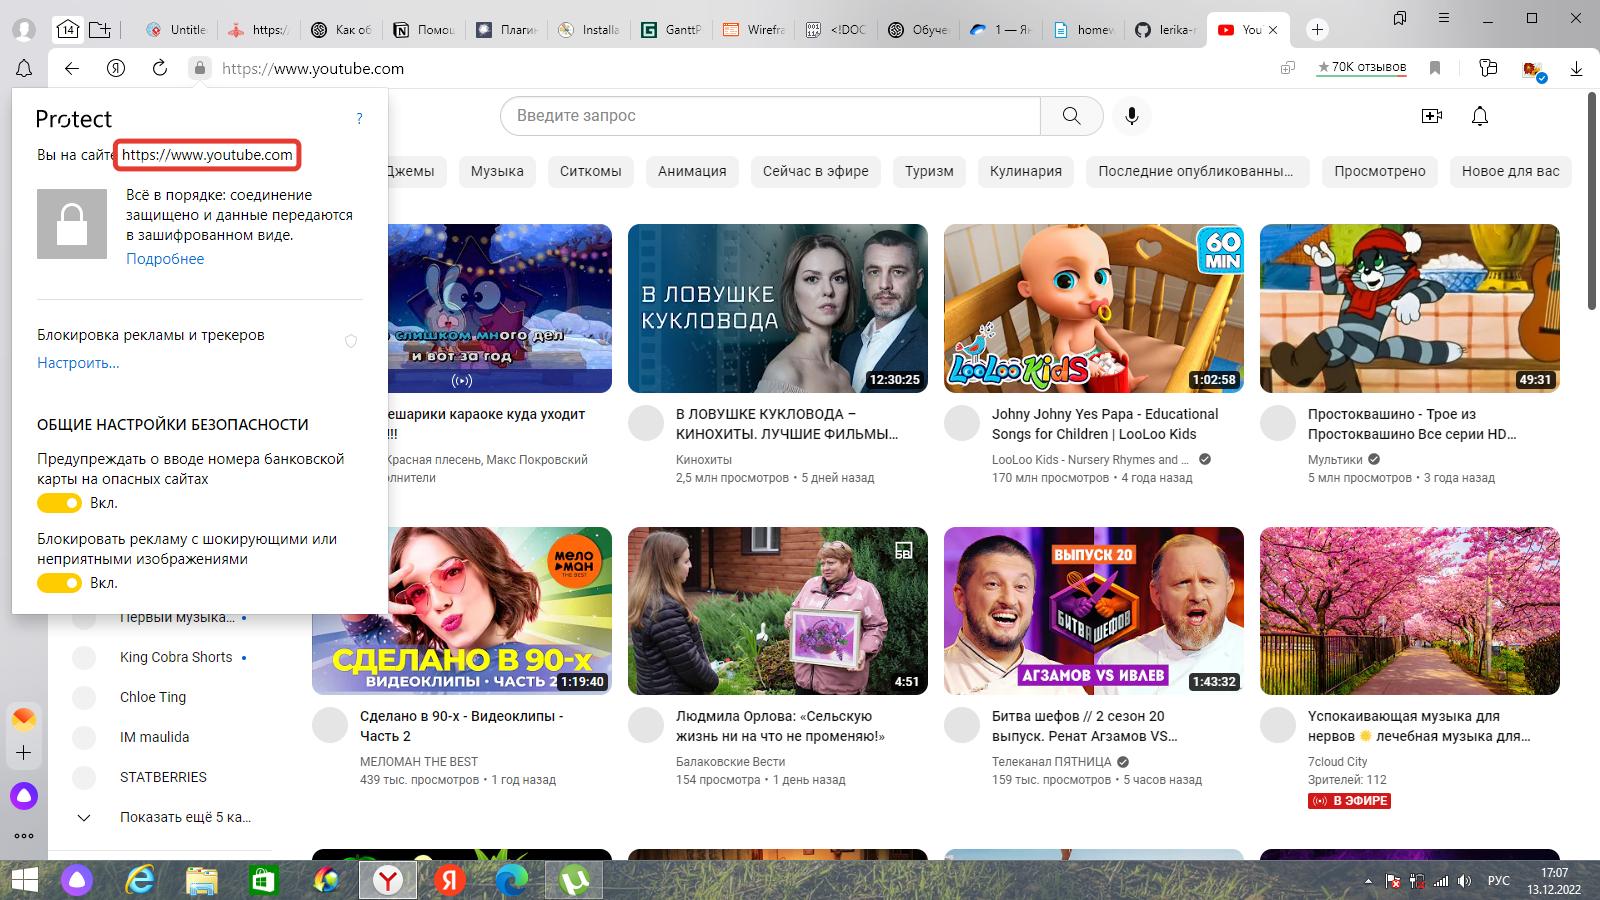 14
Untitle
https:/
Как об
Помощ
Плагин
Installa
GanttP
Wirefra
<!DOC
Обуче
1 — Ян
homew
lerika-r
YouT
https://www.youtube.com
70K отзывов
Protect
?
Вы на сайте https://www.youtube.com
Всё в порядке: соединение
защищено и данные передаются
в зашифрованном виде.
Подробнее
Блокировка рекламы и трекеров
Настроить...
ОБЩИЕ НАСТРОЙКИ БЕЗОПАСНОСТИ
Предупреждать о вводе номера банковской
карты на опасных сайтах
Вкл.
Блокировать рекламу с шокирующими или
неприятными изображениями
Вкл.
Первый музыка...
King Cobra Shorts
Chloe Ting
IM maulida
STATBERRIES
Показать ещё 5 ка...
Введите запрос
Джемы
Музыка
Ситкомы
Анимация
Сейчас в эфире
Туризм
Кулинария
Последние опубликованны...
Просмотрено
Новое для вас
слишком много дел
и вот за год
ешарики караоке куда уходит
!!!
Красная плесень, Макс Покровский
олнители
В ЛОВУШКЕ
КУКЛОВОДА
12:30:25
В ЛОВУШКЕ КУКЛОВОДА –
КИНОХИТЫ. ЛУЧШИЕ ФИЛЬМЫ...
Кинохиты
2,5 млн просмотров • 5 дней назад
60
MIN
LooLoo KiDS
1:02:58
Johny Johny Yes Papa - Educational
Songs for Children | LooLoo Kids
LooLoo Kids - Nursery Rhymes and ...
170 млн просмотров • 4 года назад
49:31
Простоквашино - Трое из
Простоквашино Все серии HD...
Мультики
5 млн просмотров • 3 года назад
мело
ман
THE BEST
СДЕЛАНО В 90-х
ВИДЕОКЛИПЫ • ЧАСТЬ 2
1:19:40
Сделано в 90-х - Видеоклипы -
Часть 2
МЕЛОМАН THE BEST
439 тыс. просмотров • 1 год назад
БВ
4:51
Людмила Орлова: «Сельскую
жизнь ни на что не променяю!»
Балаковские Вести
154 просмотра • 1 день назад
ВЫПУСК 20
БИТВА ШЕФОВ
АГЗАМОВ VS ИВЛЕВ
1:43:32
Битва шефов // 2 сезон 20
выпуск. Ренат Агзамов VS...
Телеканал ПЯТНИЦА
159 тыс. просмотров • 5 часов назад
Успокаивающая музыка для
нервов 🌟 лечебная музыка для...
7cloud City
Зрителей: 112
В ЭФИРЕ
РУС
17:07
13.12.2022